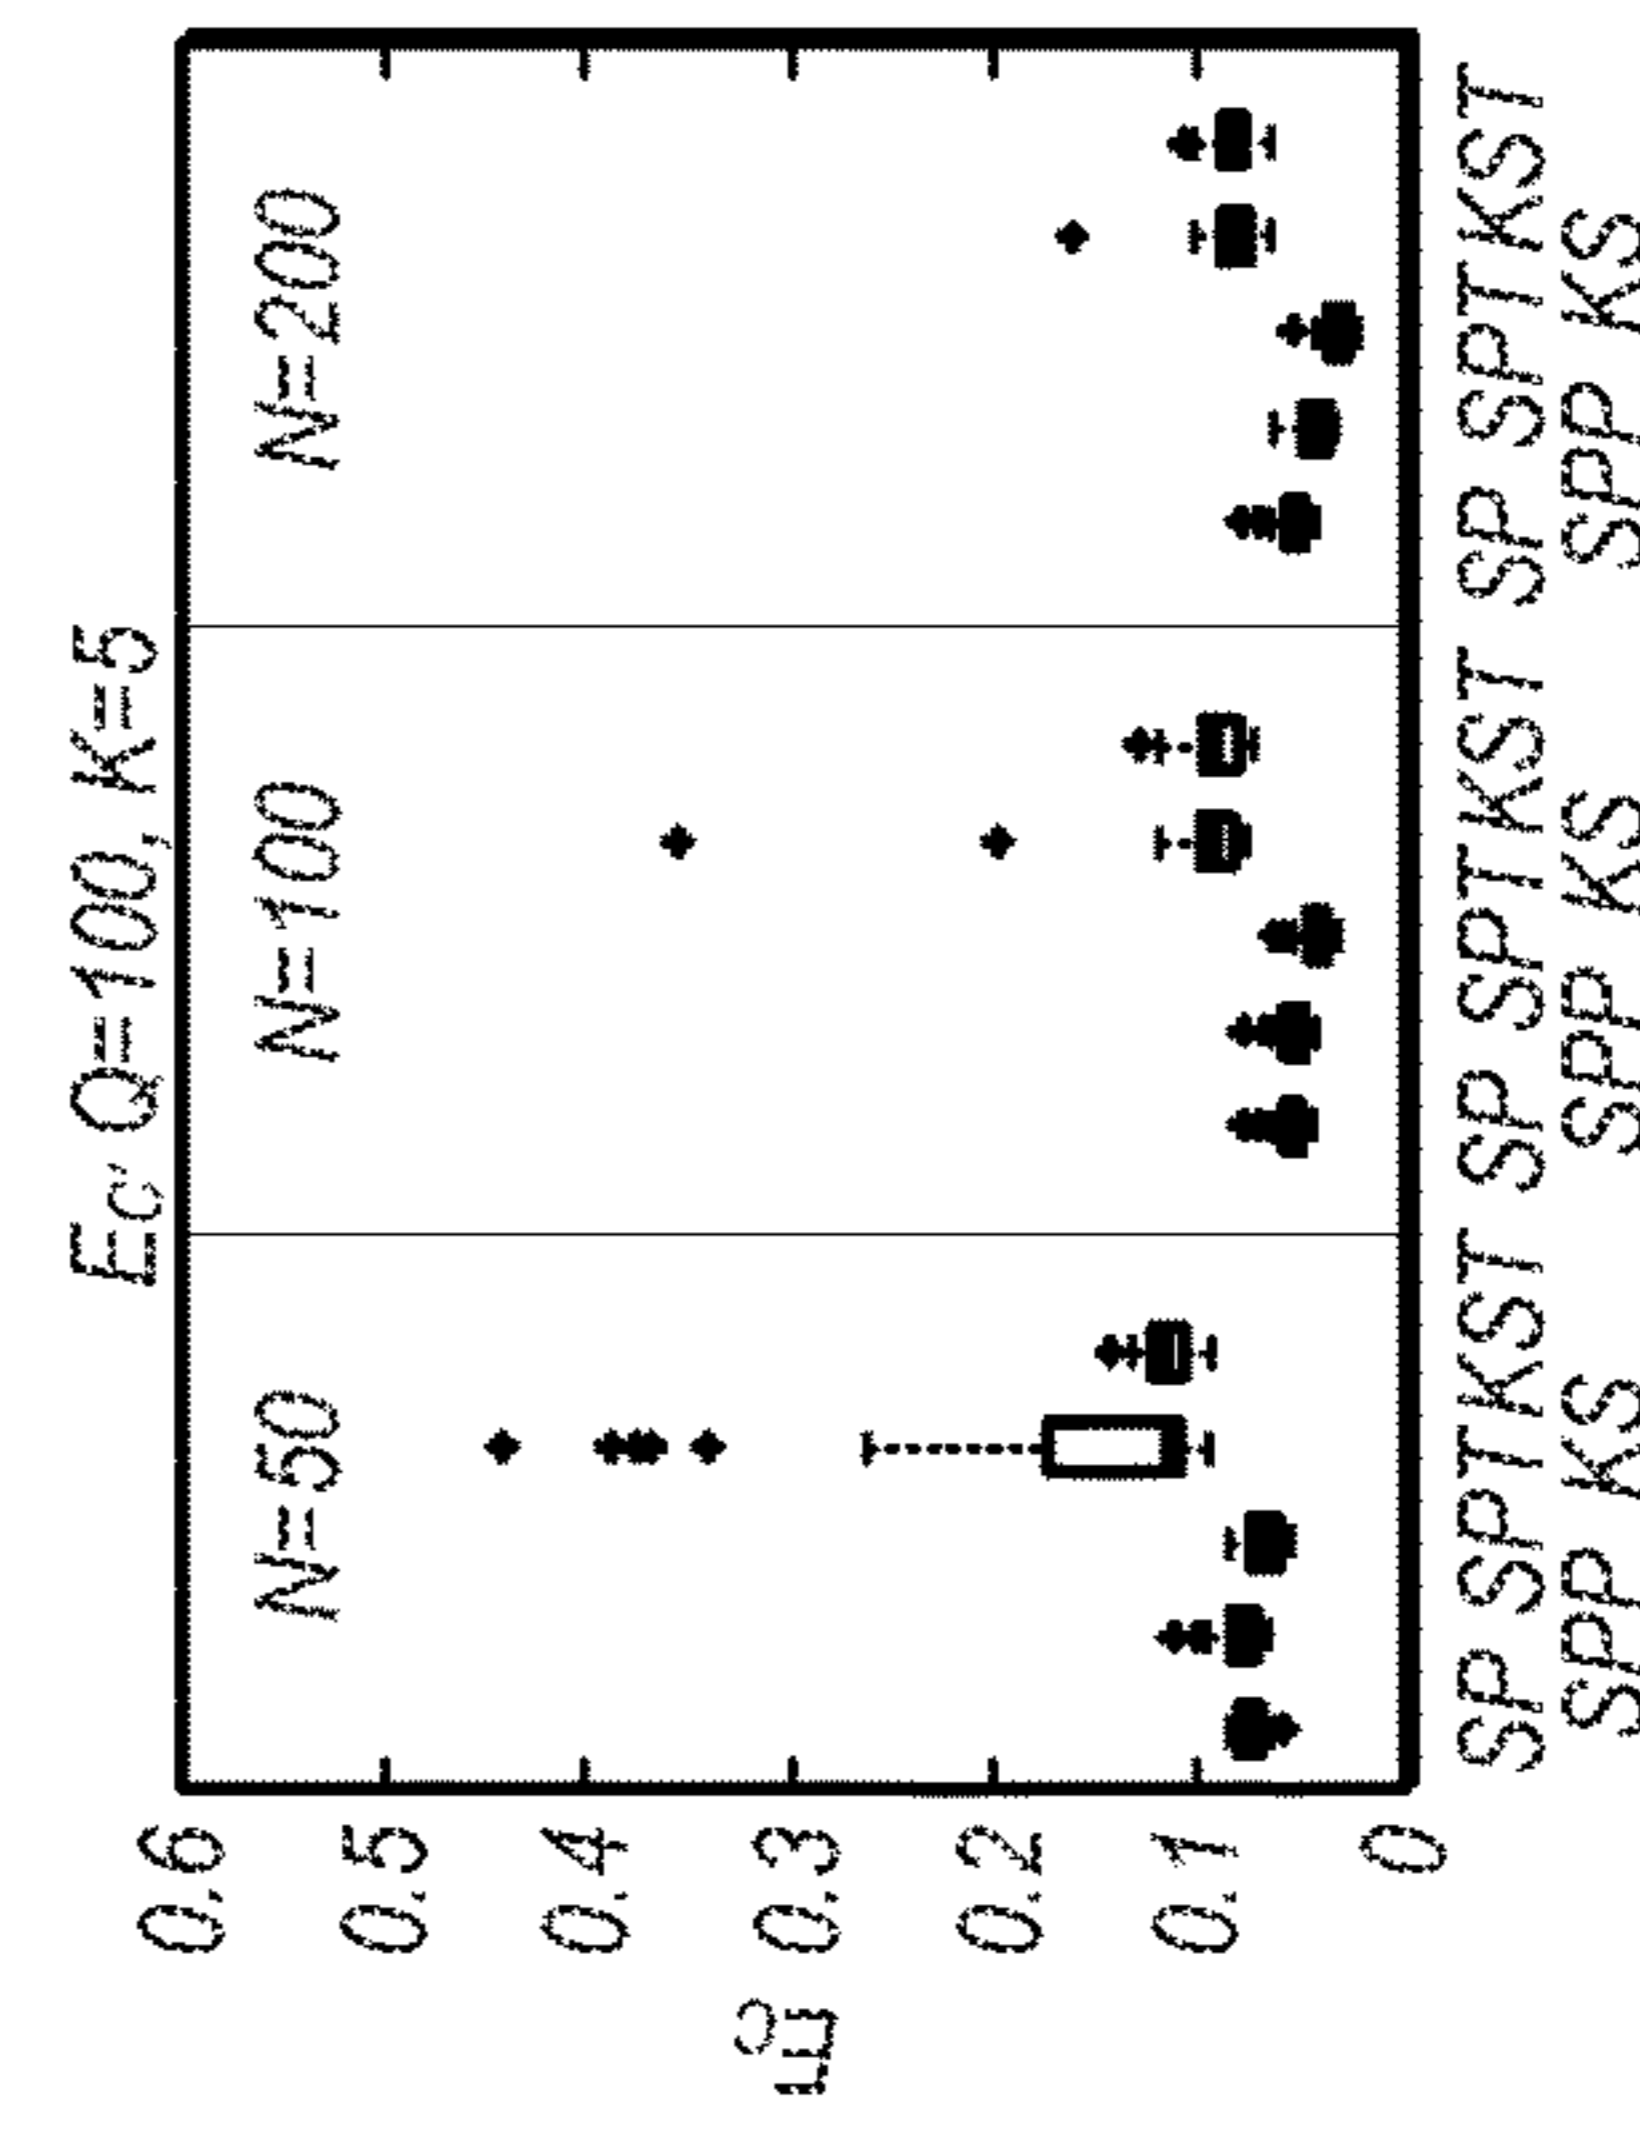 E_C, Q=100, K=5
N=50 N=100 N=200
0.6
0.5
0.4
0.3
0.2
0.1
0
E_C
SP SPTKST SP SPTKST SP SPTKST
SPP KS SPP KS SPP KS